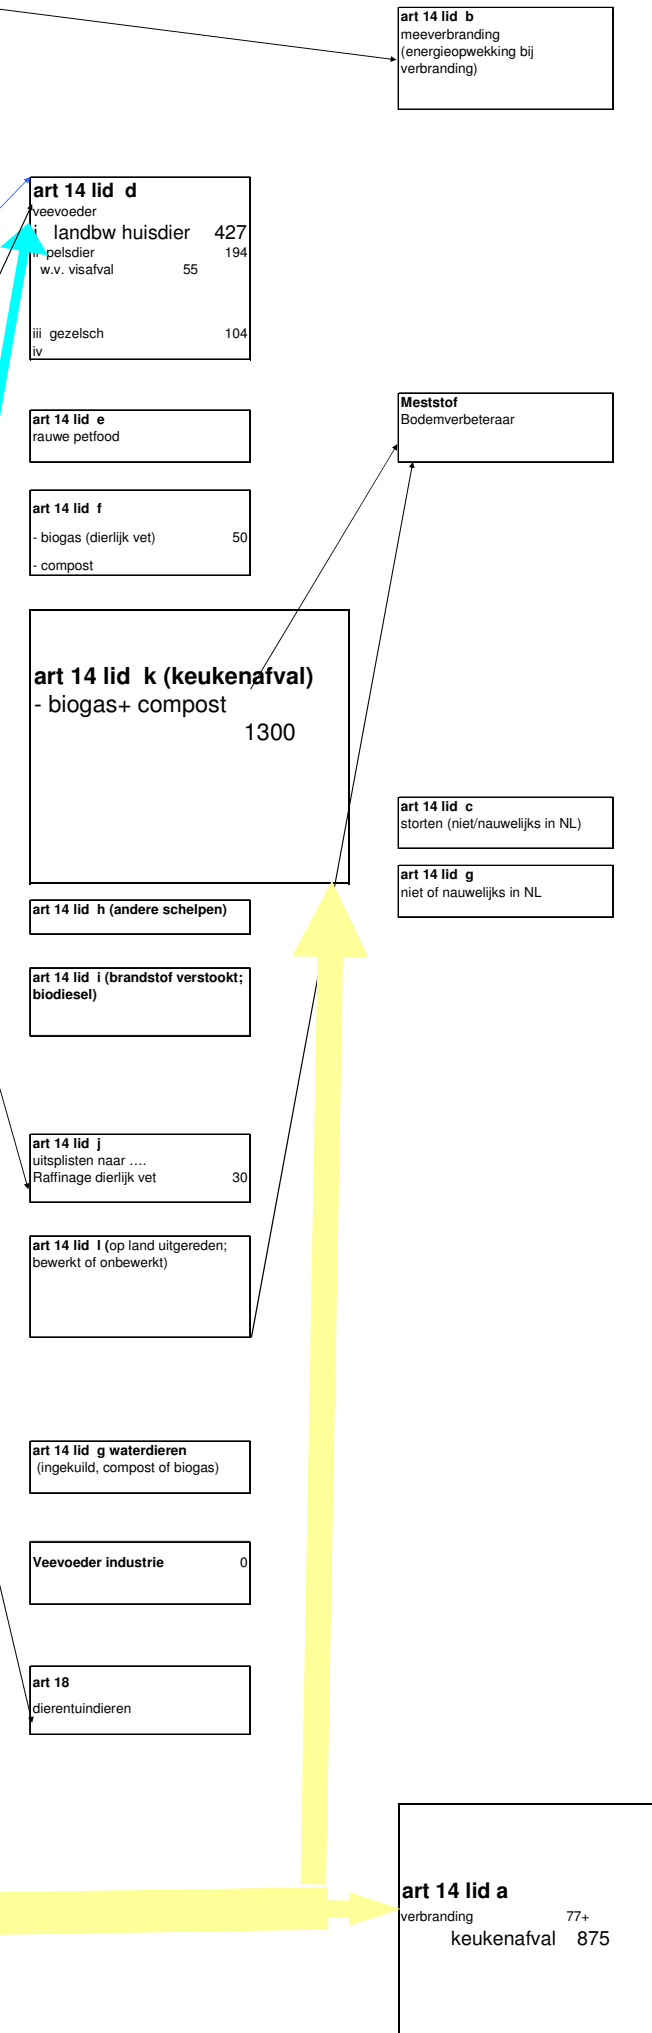 art 14 lid b
meeverbranding
(energieopwekking bij
verbranding)
art 14 lid d
veevoeder
i landbw huisdier 427
ii pelsdier 194
w.v. visafval 55
iii gezelsch 104
iv
art 14 lid e
rauwe petfood
Meststof
Bodemverbeteraar
art 14 lid f
- biogas (dierlijk vet) 50
- compost
art 14 lid k (keukenafval)
- biogas+ compost
1300
art 14 lid c
storten (niet/nauwelijks in NL)
art 14 lid g
niet of nauwelijks in NL
art 14 lid h (andere schelpen)
art 14 lid i (brandstof verstookt;
biodiesel)
art 14 lid j
uitsplisten naar ....
Raffinage dierlijk vet 30
art 14 lid l (op land uitgereden;
bewerkt of onbewerkt)
art 14 lid g waterdieren
(ingekuild, compost of biogas)
Veevoeder industrie 0
art 18
dierentuindieren
art 14 lid a
verbranding 77+
keukenafval 875